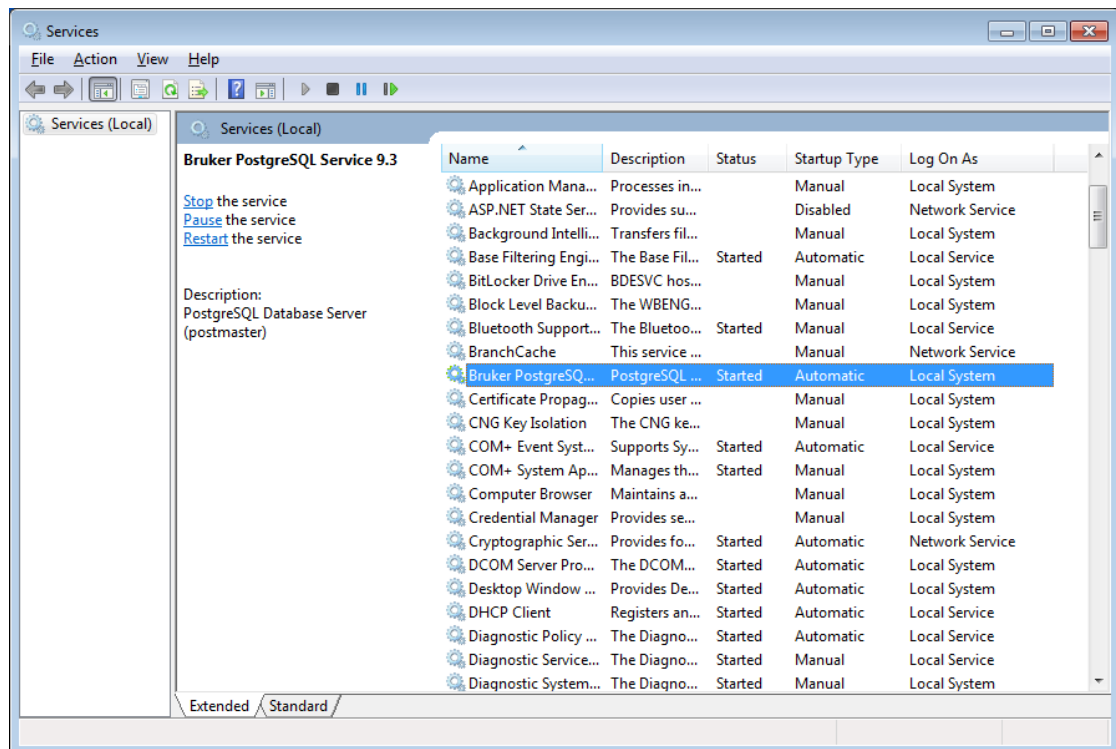 Services
File Action View Help
Services (Local)
Services (Local)
Bruker PostgreSQL Service 9.3
Stop the service
Pause the service
Restart the service
Description:
PostgreSQL Database Server
(postmaster)
Name Description Status Startup Type Log On As
Application Mana... Processes in... Manual Local System
ASP.NET State Ser... Provides su... Disabled Network Service
Background Intelli... Transfers fil... Manual Local System
Base Filtering Engi... The Base Fil... Started Automatic Local Service
BitLocker Drive En... BDESVC hos... Manual Local System
Block Level Backu... The WBENG... Manual Local System
Bluetooth Support... The Bluetoo... Started Manual Local Service
BranchCache This service ... Manual Network Service
Bruker PostgreSQ... PostgreSQL ... Started Automatic Local System
Certificate Propag... Copies user ... Manual Local System
CNG Key Isolation The CNG ke... Manual Local System
COM+ Event Syst... Supports Sy... Started Automatic Local Service
COM+ System Ap... Manages th... Started Manual Local System
Computer Browser Maintains a... Manual Local System
Credential Manager Provides se... Manual Local System
Cryptographic Ser... Provides fo... Started Automatic Network Service
DCOM Server Pro... The DCOM... Started Automatic Local System
Desktop Window ... Provides De... Started Automatic Local System
DHCP Client Registers an... Started Automatic Local Service
Diagnostic Policy ... The Diagno... Started Automatic Local Service
Diagnostic Service... The Diagno... Started Manual Local Service
Diagnostic System... The Diagno... Started Manual Local System
Extended Standard